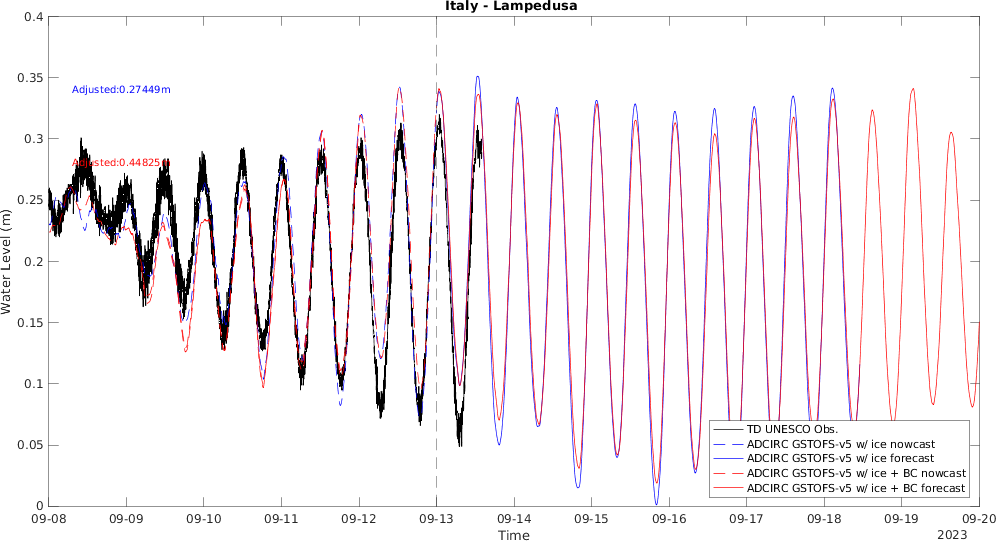 Italy - Lampedusa
0.4
0.35
0.3
0.25
0.2
0.15
0.1
0.05
0
Water Level (m)
Adjusted:0.27449m
Adjusted:0.44825m
TD UNESCO Obs.
ADCIRC GSTOFS-v5 w/ ice nowcast
ADCIRC GSTOFS-v5 w/ ice forecast
ADCIRC GSTOFS-v5 w/ ice + BC nowcast
ADCIRC GSTOFS-v5 w/ ice + BC forecast
09-08 09-09 09-10 09-11 09-12 09-13 09-14 09-15 09-16 09-17 09-18 09-19 09-20
Time
2023